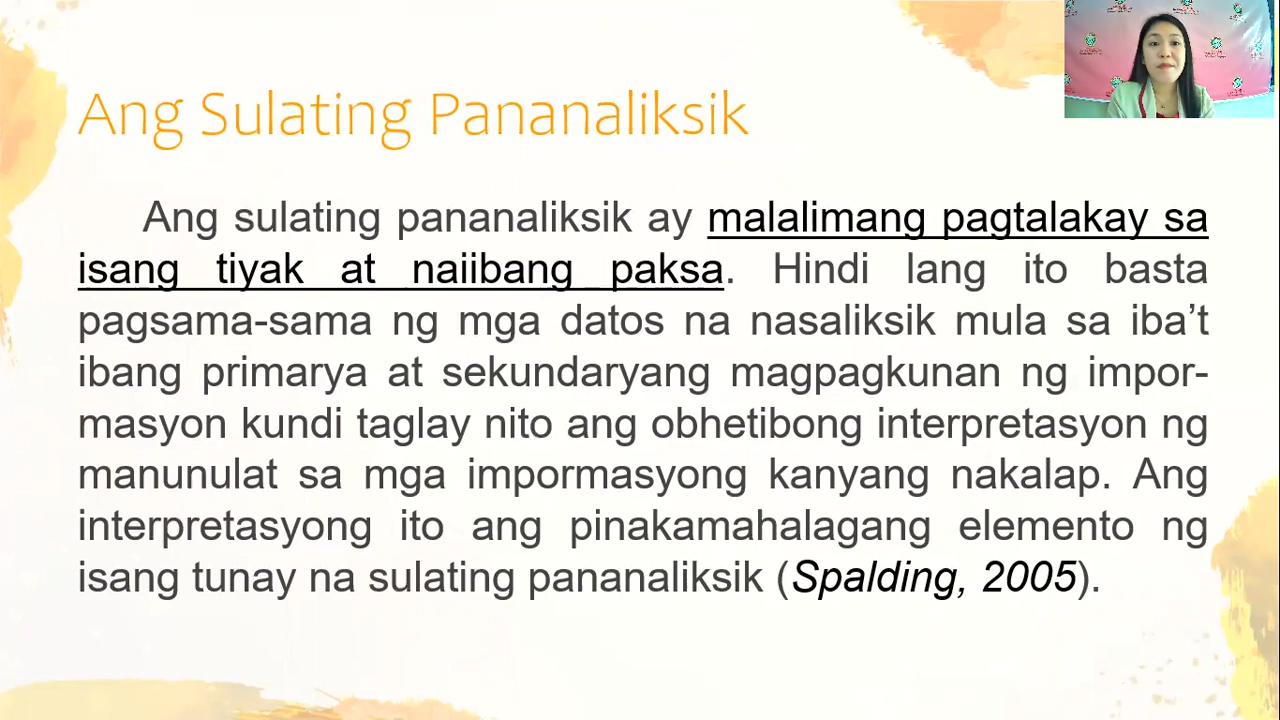 Ang Sulating Pananaliksik
Ang sulating pananaliksik ay malalimang pagtalakay sa
isang tiyak at naiibang paksa. Hindi lang ito basta
pagsama-sama ng mga datos na nasaliksik mula sa iba’t
ibang primarya at sekundaryang magpagkunan ng impor-
masyon kundi taglay nito ang obhetibong interpretasyon ng
manunulat sa mga impormasyong kanyang nakalap. Ang
interpretasyong ito ang pinakamahalagang elemento ng
isang tunay na sulating pananaliksik (Spalding, 2005).